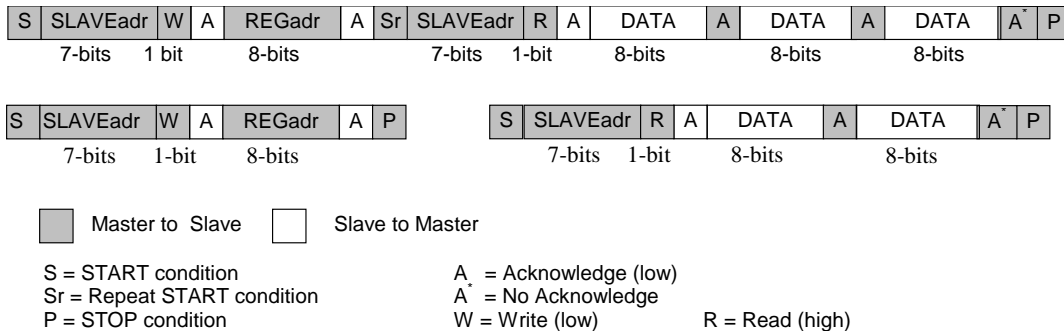 S SLAVEadr W A REGadr A Sr SLAVEadr R A DATA A DATA A DATA A* P
7-bits 1 bit 8-bits 7-bits 1-bit 8-bits 8-bits 8-bits
S SLAVEadr W A REGadr A P S SLAVEadr R A DATA A DATA A* P
7-bits 1-bit 8-bits 7-bits 1-bit 8-bits 8-bits
Master to Slave Slave to Master
S = START condition A = Acknowledge (low)
Sr = Repeat START condition A* = No Acknowledge
P = STOP condition W = Write (low) R = Read (high)